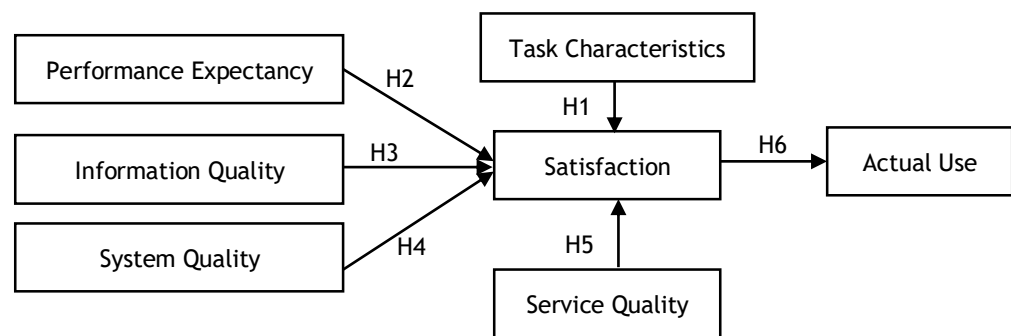 Task Characteristics
Performance Expectancy
H2
H1
H3
H6
Information Quality
Satisfaction
Actual Use
H4
H5
System Quality
Service Quality